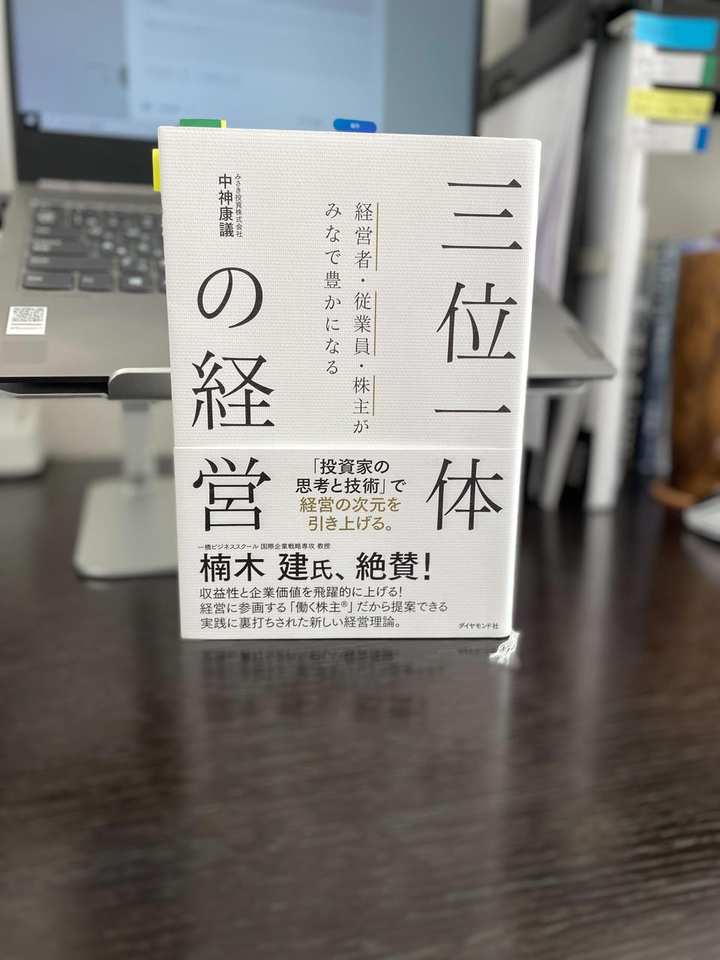 三位一体
の経営
経営者・従業員・株主が
みなで豊かになる
みさき投資株式会社
中神康議
「投資家の
思考と技術」で
経営の次元を
引き上げる。
一橋ビジネススクール 国際企業戦略専攻 教授
楠木 建氏、絶賛！
収益性と企業価値を飛躍的に上げる！
経営に参画する「働く株主®」だから提案できる
実践に裏打ちされた新しい経営理論。
ダイヤモンド社